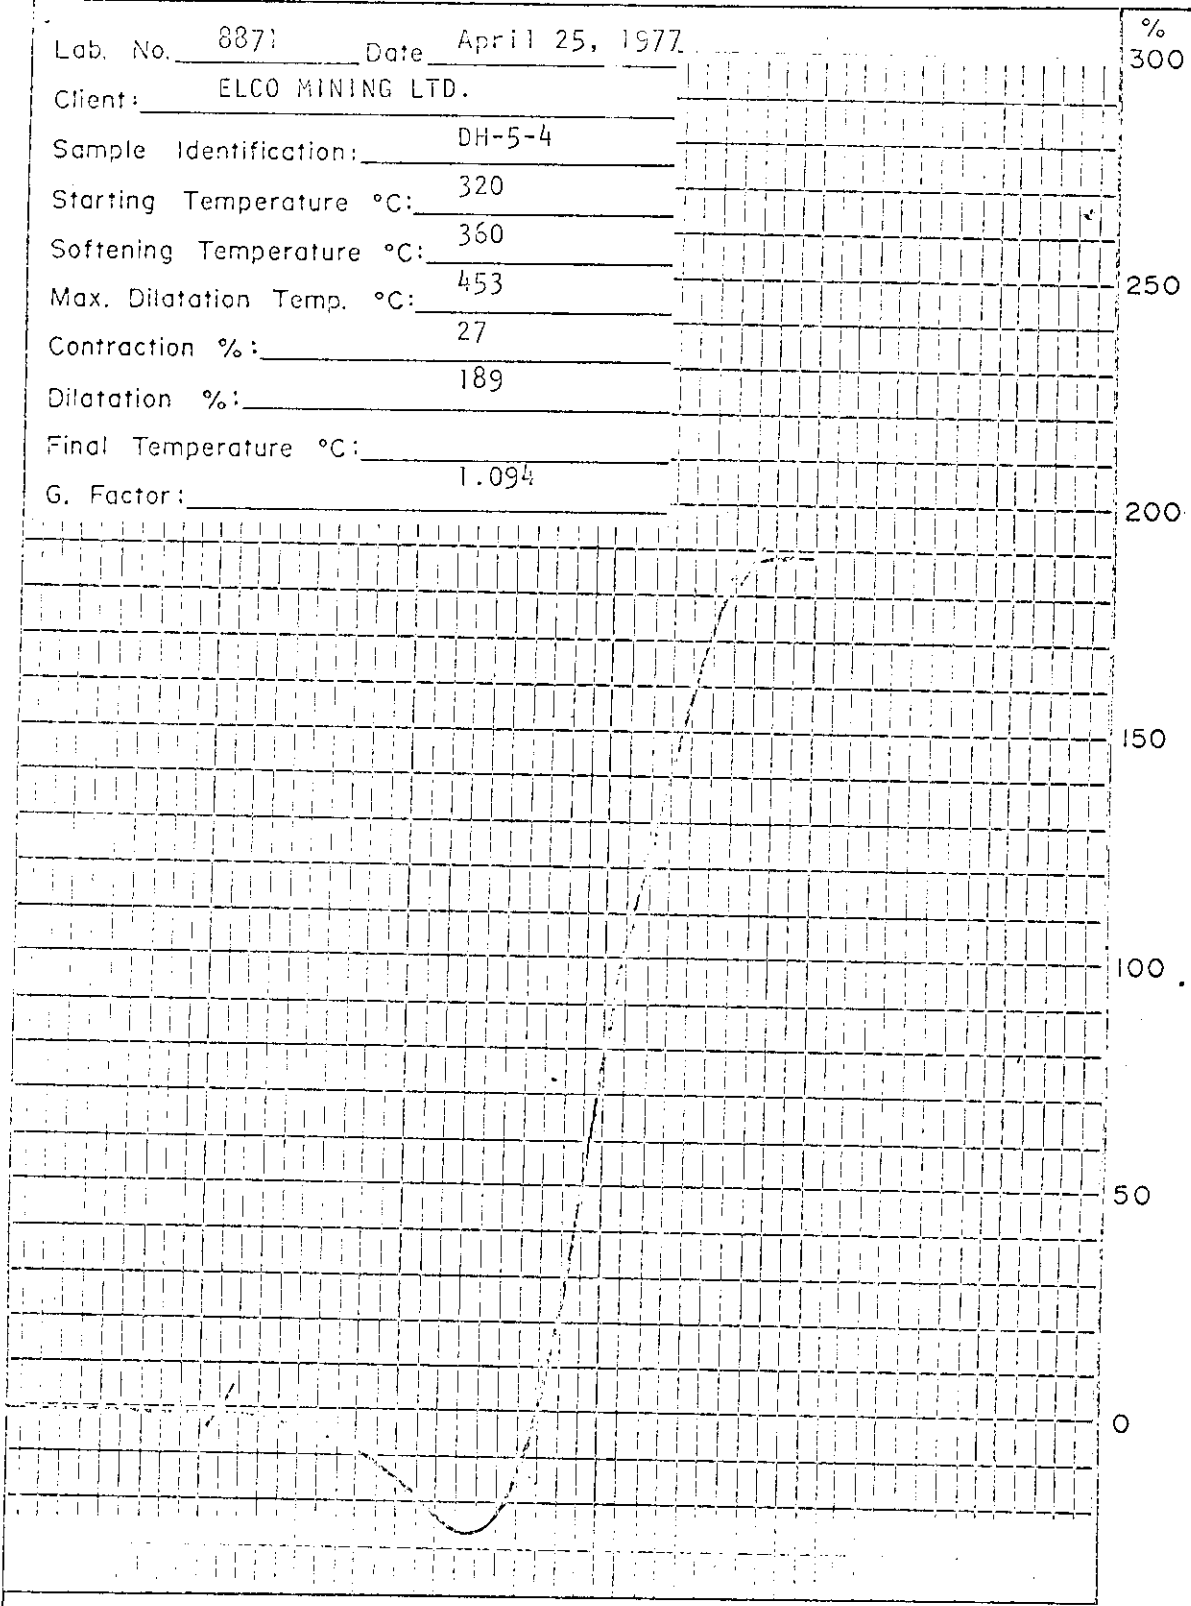 Lab. No. 8871 Date April 25, 1977
Client: ELCO MINING LTD.
Sample Identification: DH-5-4
Starting Temperature °C: 320
Softening Temperature °C: 360
Max. Dilatation Temp. °C: 453
Contraction %: 27
Dilatation %: 189
Final Temperature °C:
G. Factor: 1.094
%
300
250
200
150
100
50
0